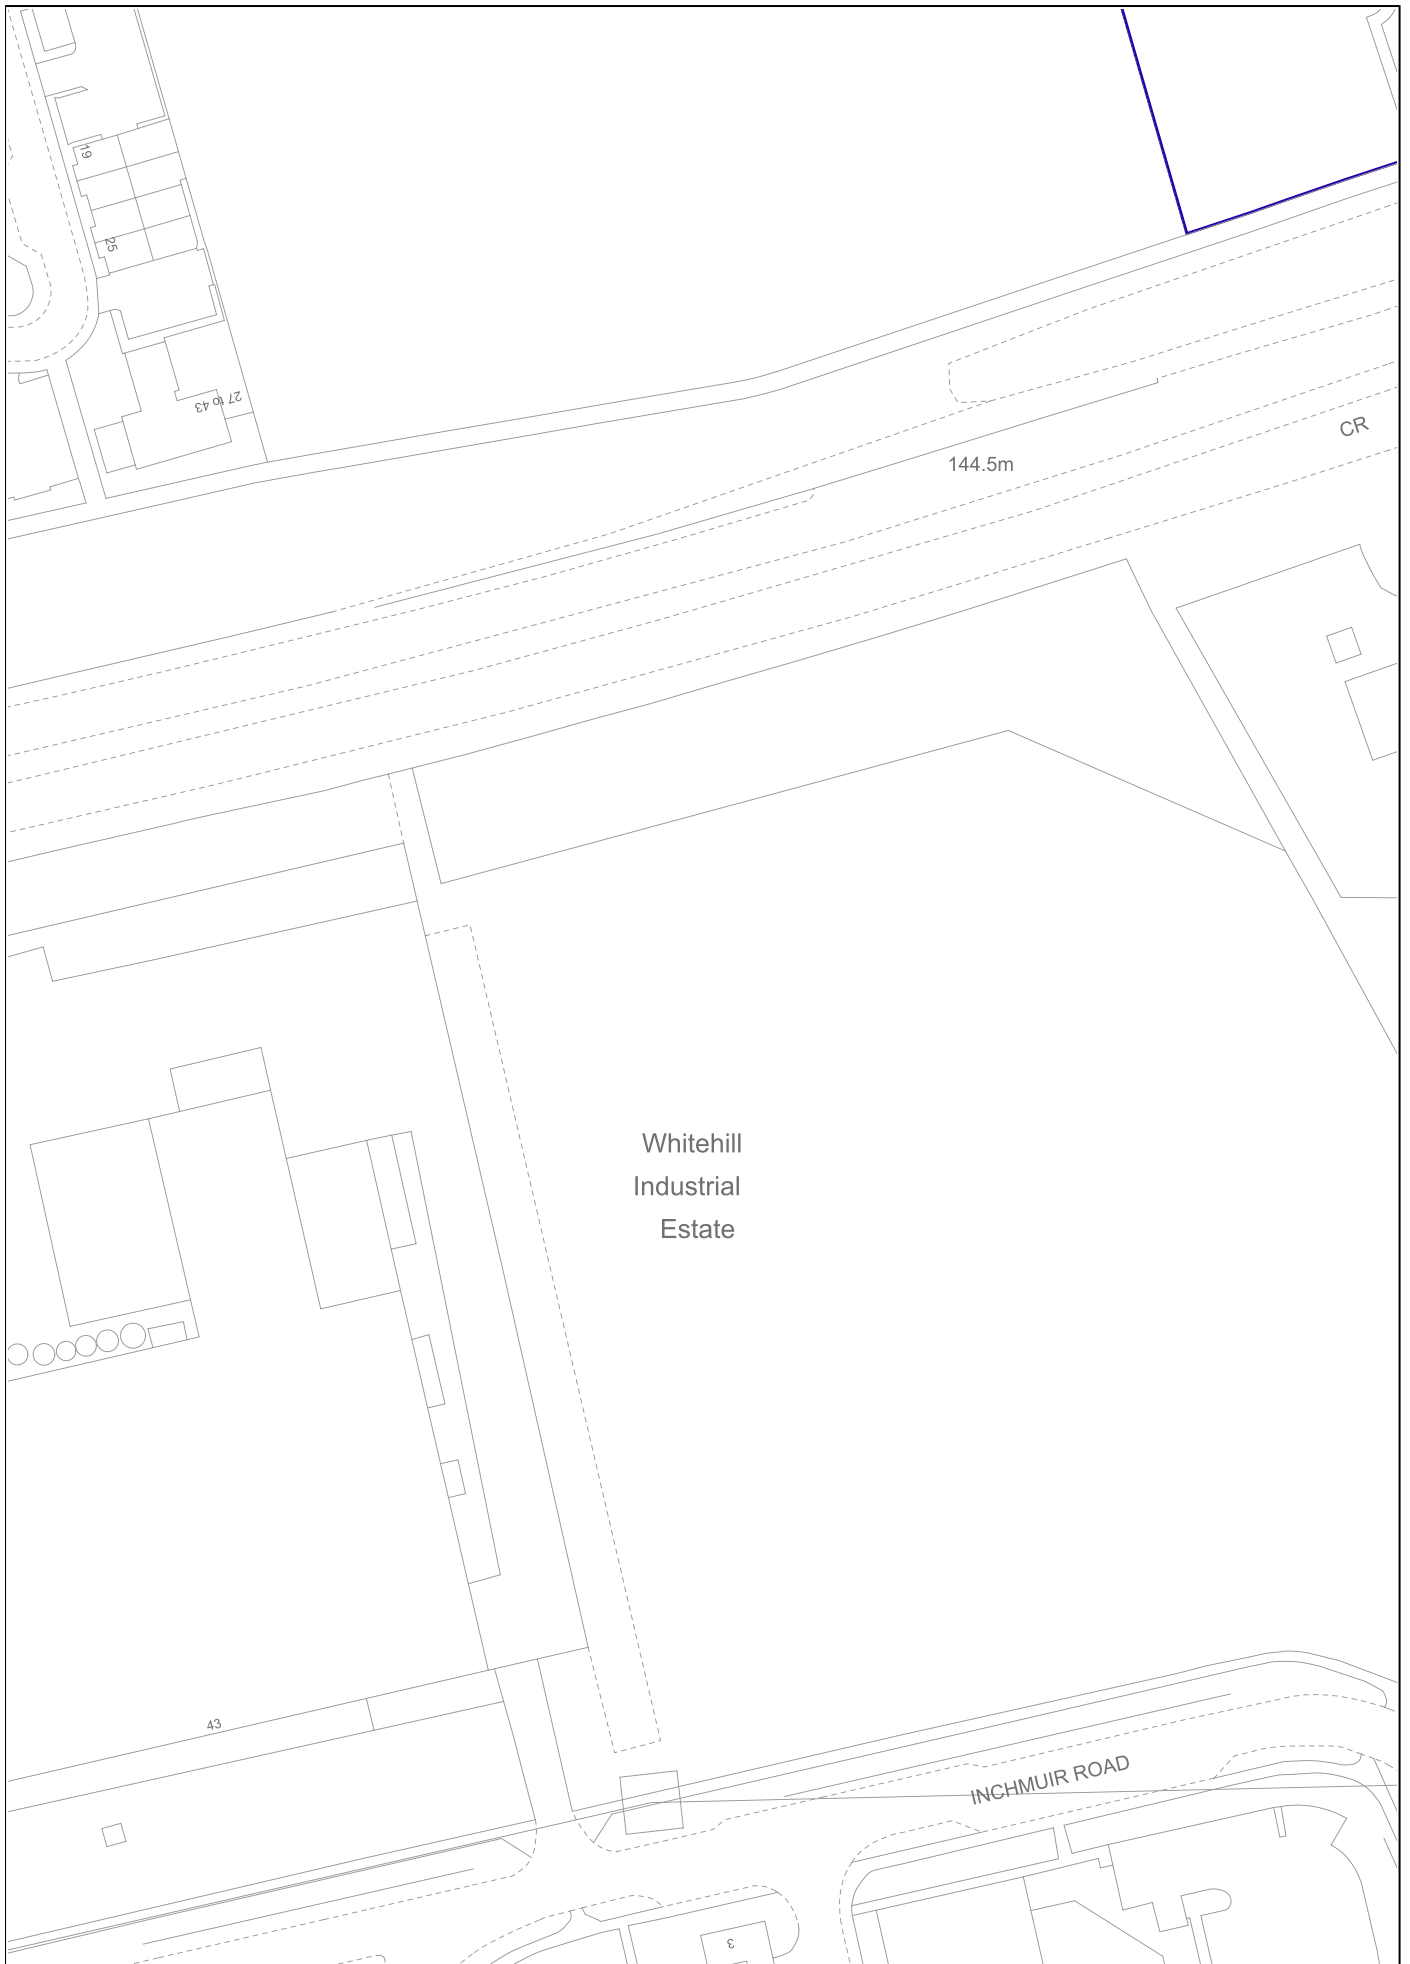 19
25
27 to 43
CR
144.5m
Whitehill
Industrial
Estate
43
INCHMUIR ROAD
3